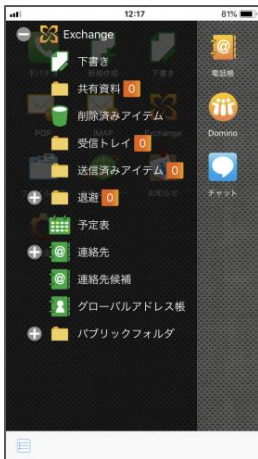 12:17
81%
Exchange
下書き
共有資料 0
削除済みアイテム
受信トレイ 0
送信済みアイテム 0
退避 0
予定表
連絡先
連絡先候補
グローバルアドレス帳
パブリックフォルダ
電話帳
Domino
チャット